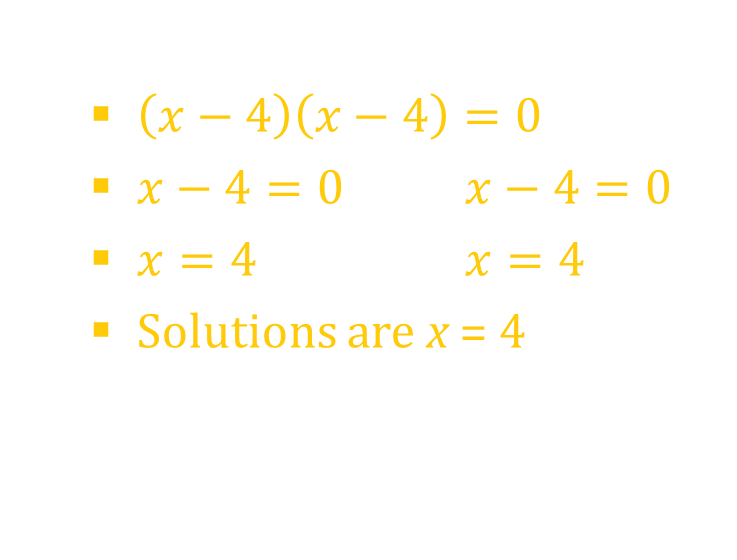 ▪ (x − 4)(x − 4) = 0
▪ x − 4 = 0 x − 4 = 0
▪ x = 4 x = 4
▪ Solutions are x = 4